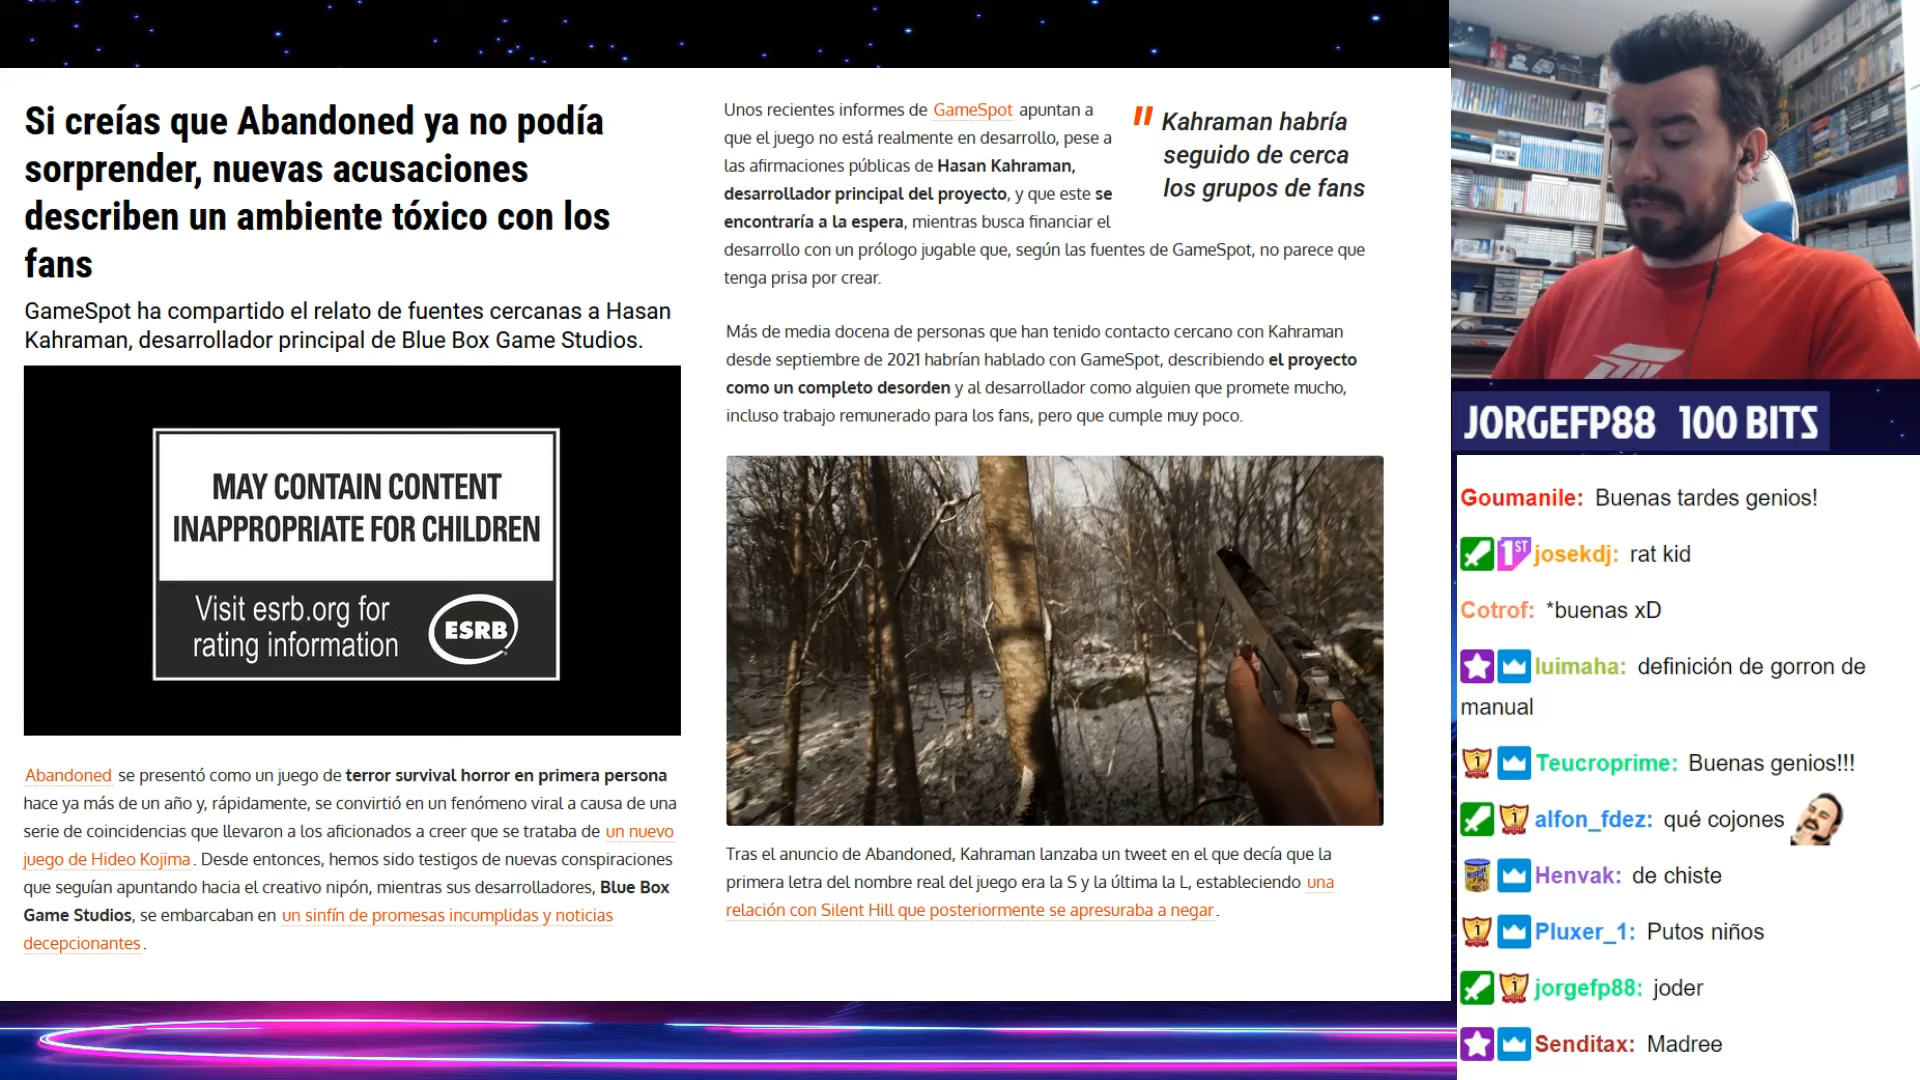 Si creías que Abandoned ya no podía
sorprender, nuevas acusaciones
describen un ambiente tóxico con los
fans
GameSpot ha compartido el relato de fuentes cercanas a Hasan
Kahraman, desarrollador principal de Blue Box Game Studios.
MAY CONTAIN CONTENT
INAPPROPRIATE FOR CHILDREN
Visit esrb.org for
rating information
ESRB
Abandoned se presentó como un juego de terror survival horror en primera persona
hace ya más de un año y, rápidamente, se convirtió en un fenómeno viral a causa de una
serie de coincidencias que llevaron a los aficionados a creer que se trataba de un nuevo
juego de Hideo Kojima. Desde entonces, hemos sido testigos de nuevas conspiraciones
que seguían apuntando hacia el creativo nipón, mientras sus desarrolladores, Blue Box
Game Studios, se embarcaban en un sinfín de promesas incumplidas y noticias
decepcionantes.
Unos recientes informes de GameSpot apuntan a
que el juego no está realmente en desarrollo, pese a
las afirmaciones públicas de Hasan Kahraman,
desarrollador principal del proyecto, y que este se
encontraría a la espera, mientras busca financiar el
desarrollo con un prólogo jugable que, según las fuentes de GameSpot, no parece que
tenga prisa por crear.
" Kahraman habría
seguido de cerca
los grupos de fans
Más de media docena de personas que han tenido contacto cercano con Kahraman
desde septiembre de 2021 habrían hablado con GameSpot, describiendo el proyecto
como un completo desorden y al desarrollador como alguien que promete mucho,
incluso trabajo remunerado para los fans, pero que cumple muy poco.
Tras el anuncio de Abandoned, Kahraman lanzaba un tweet en el que decía que la
primera letra del nombre real del juego era la S y la última la L, estableciendo una
relación con Silent Hill que posteriormente se apresuraba a negar.
JORGEFP88 100 BITS
Goumanile: Buenas tardes genios!
1ST josekdj: rat kid
Cotrof: *buenas xD
luimaha: definición de gorron de
manual
1 Teucroprime: Buenas genios!!!
1 alfon_fdez: qué cojones
Henvak: de chiste
1 Pluxer_1: Putos niños
1 jorgefp88: joder
Senditax: Madree